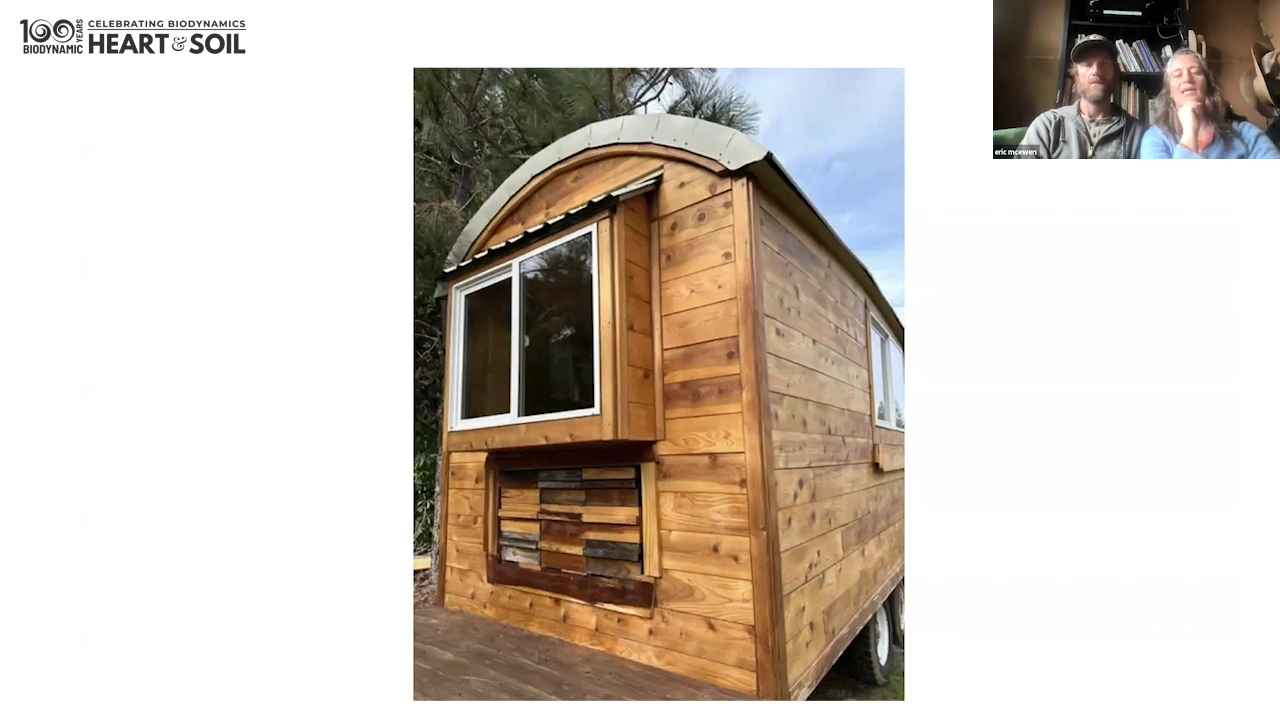 100 YEARS
BIODYNAMIC
CELEBRATING BIODYNAMICS
HEART & SOIL
eric mcewen